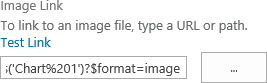 Image Link
To link to an image file, type a URL or path.
Test Link
('Chart%201')?$format=image
...